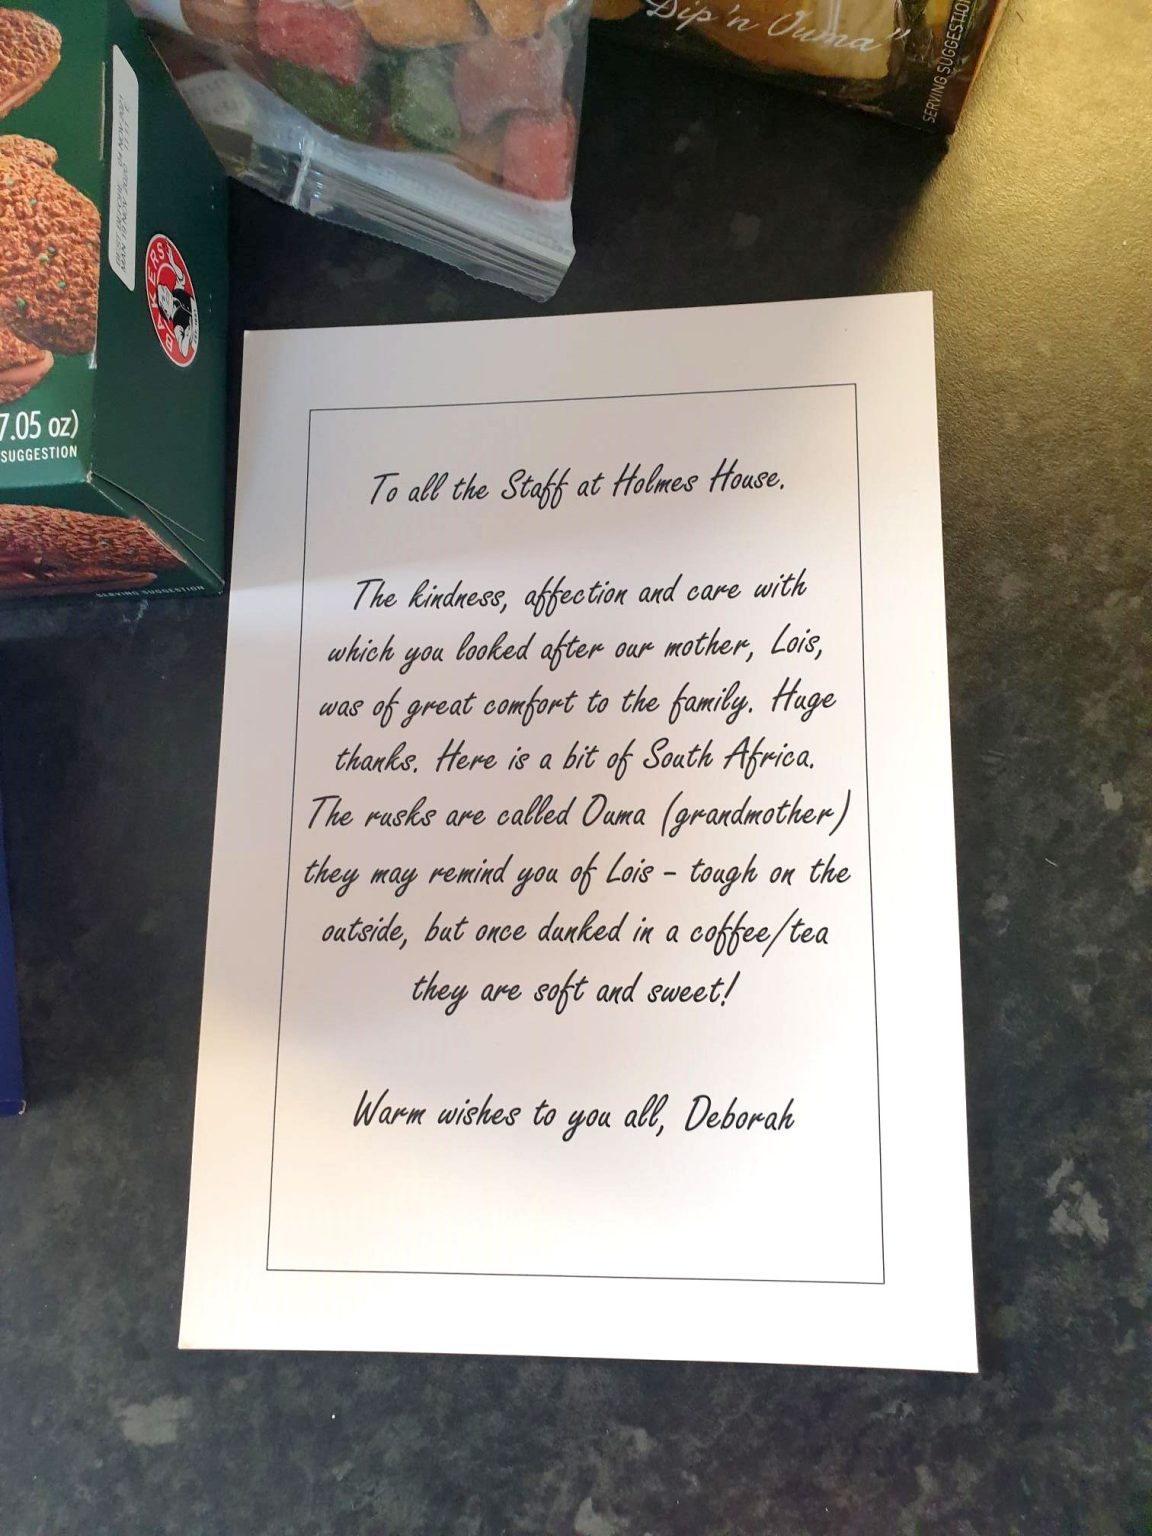 Dip 'n Ouma"
SERVING SUGGESTION
BAKERS
7.05 oz)
SUGGESTION
SERVING SUGGESTION
To all the Staff at Holmes House.
The kindness, affection and care with
which you looked after our mother, Lois,
was of great comfort to the family. Huge
thanks. Here is a bit of South Africa.
The rusks are called Ouma (grandmother)
they may remind you of Lois – tough on the
outside, but once dunked in a coffee/tea
they are soft and sweet!
Warm wishes to you all, Deborah